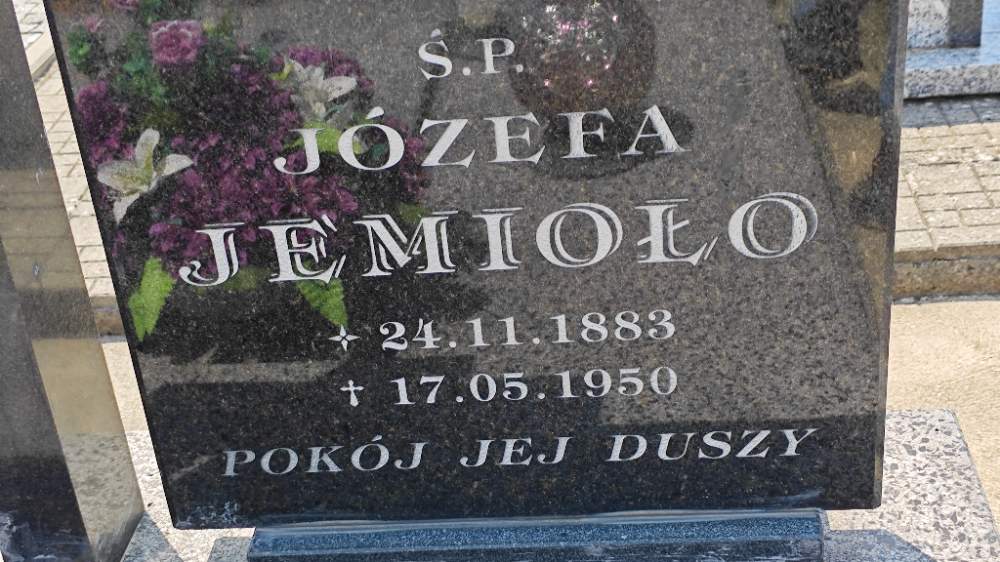 Ś.P.
JÓZEFA
JEMIOŁO
✦ 24.11.1883
✝ 17.05.1950
POKÓJ JEJ DUSZY